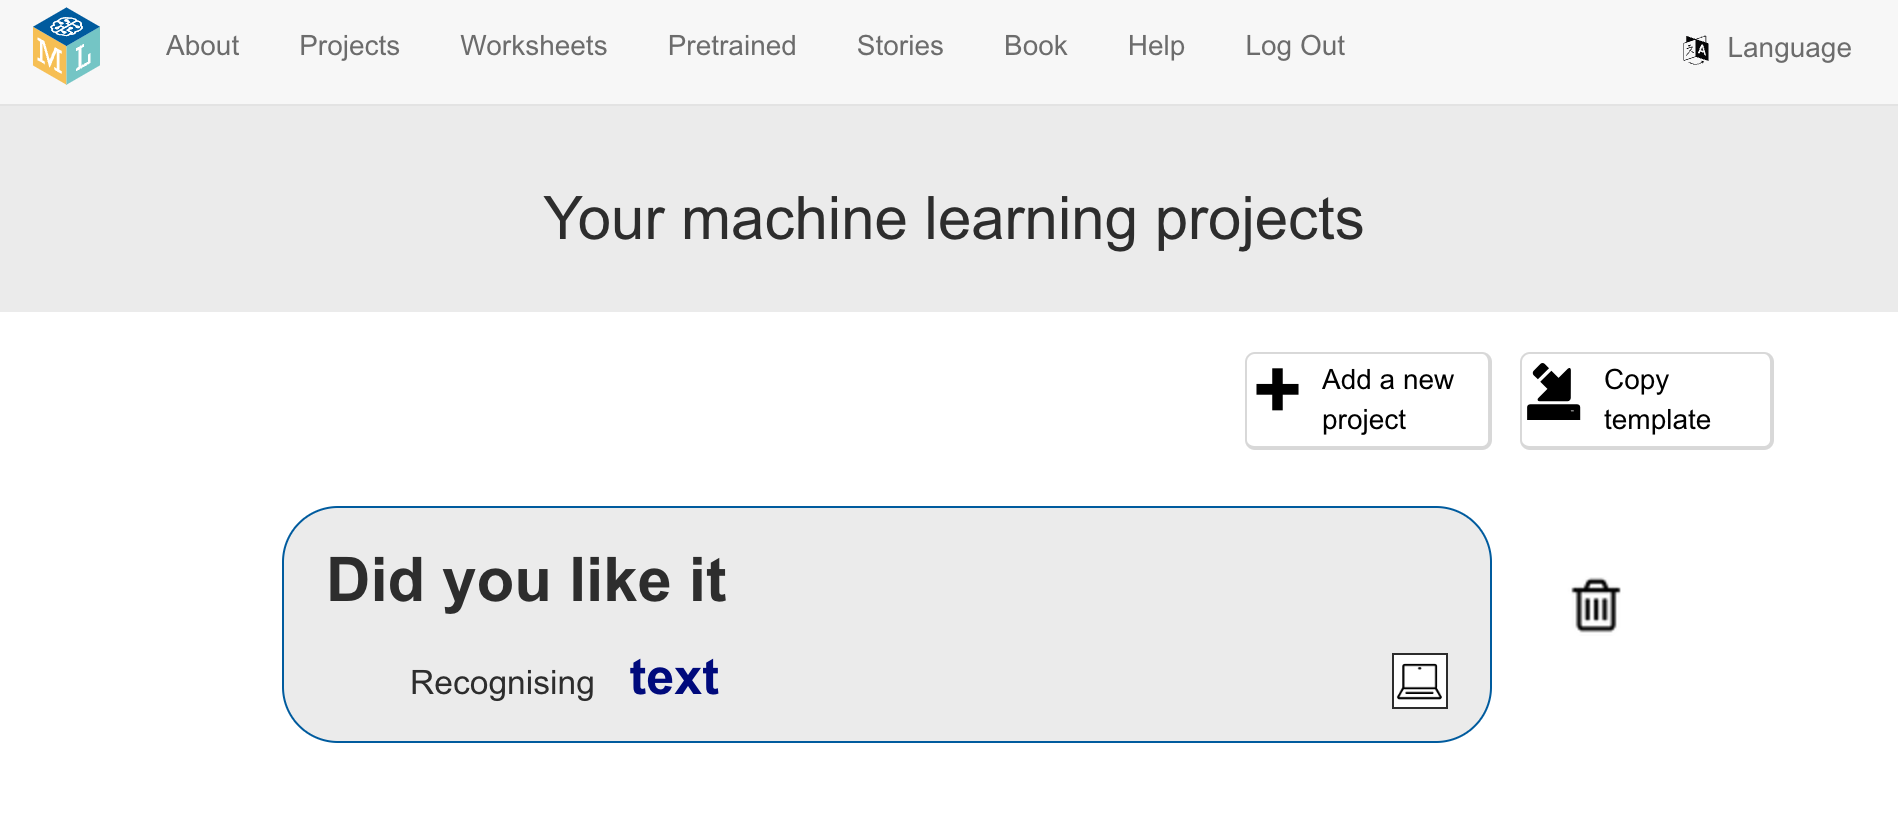 M L
About Projects Worksheets Pretrained Stories Book Help Log Out A Language
Your machine learning projects
Add a new
project
Copy
template
Did you like it
Recognising text